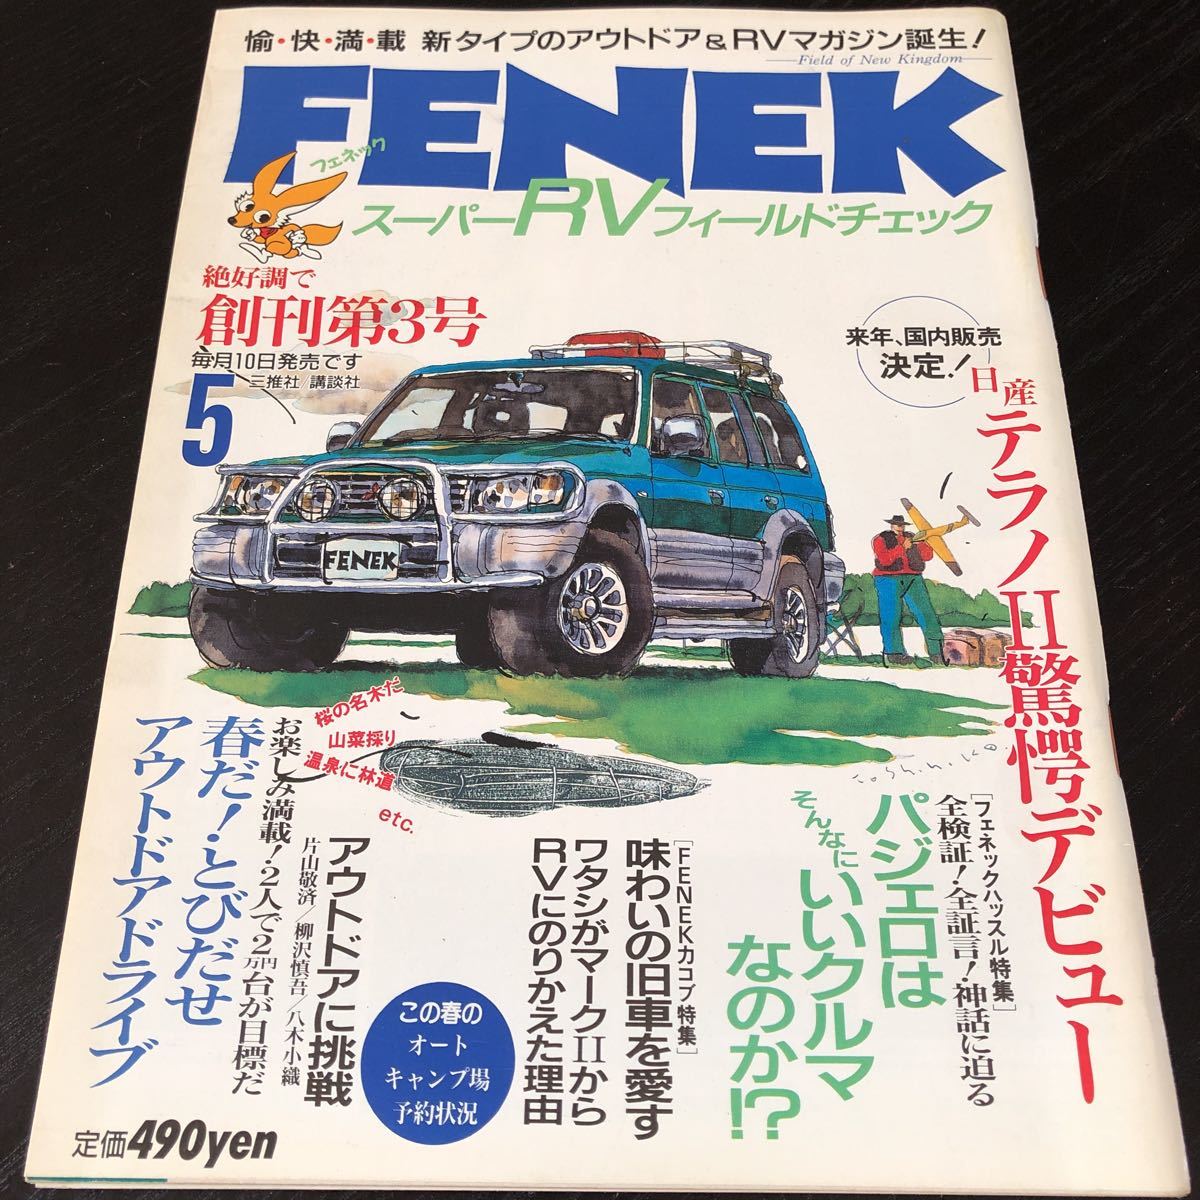 愉・快・満・載 新タイプのアウトドア&RVマガジン誕生!
Field of New Kingdom
FENEK
フェネック
スーパーRVフィールドチェック
絶好調で
創刊第3号
毎月10日発売です
三推社/講談社
5
来年、国内販売
決定!
日産
テラノII驚愕デビュー
FENEK
桜の名木だ
山菜採り
温泉に林道
etc.
[フェネックハッスル特集]
全検証!全証言!神話に迫る
パジェロは
そんなに
いいクルマ
なのか!?
[FENEKカコブ特集]
味わいの旧車を愛す
ワタシがマークIIから
RVにのりかえた理由
アウトドアに挑戦
片山敬済/柳沢慎吾/八木小織
お楽しみ満載!2人で2万円台が目標だ
春だ!とびだせ
アウトドアドライブ
この春の
オート
キャンプ場
予約状況
定価490yen